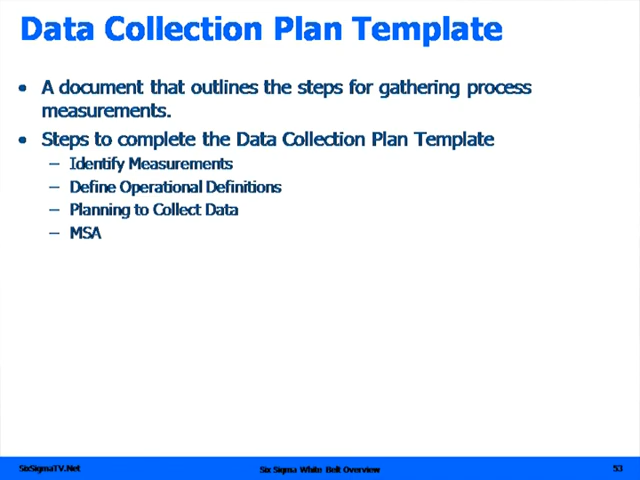 Data Collection Plan Template
• A document that outlines the steps for gathering process
measurements.
• Steps to complete the Data Collection Plan Template
– Identify Measurements
– Define Operational Definitions
– Planning to Collect Data
– MSA
SixSigmaTV.Net
Six Sigma White Belt Overview
53